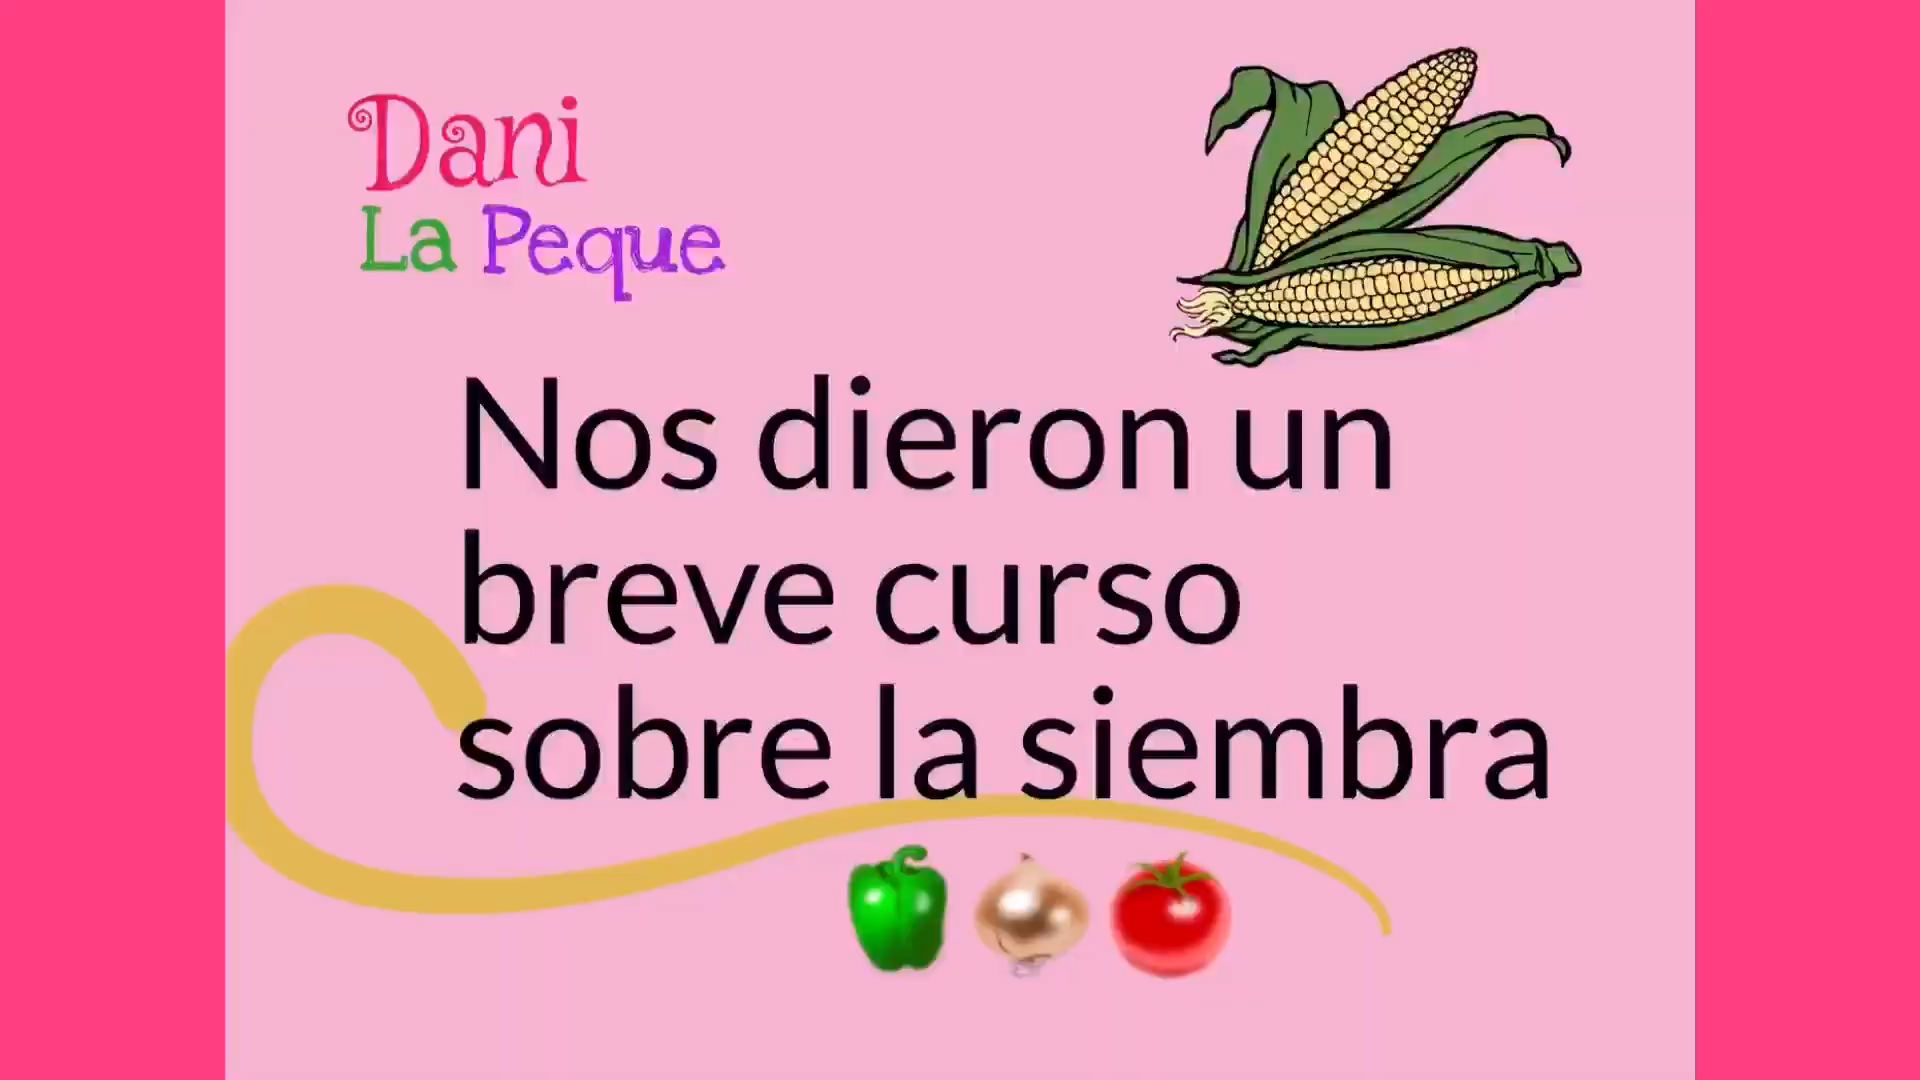 Dani
La Peque
Nos dieron un
breve curso
sobre la siembra